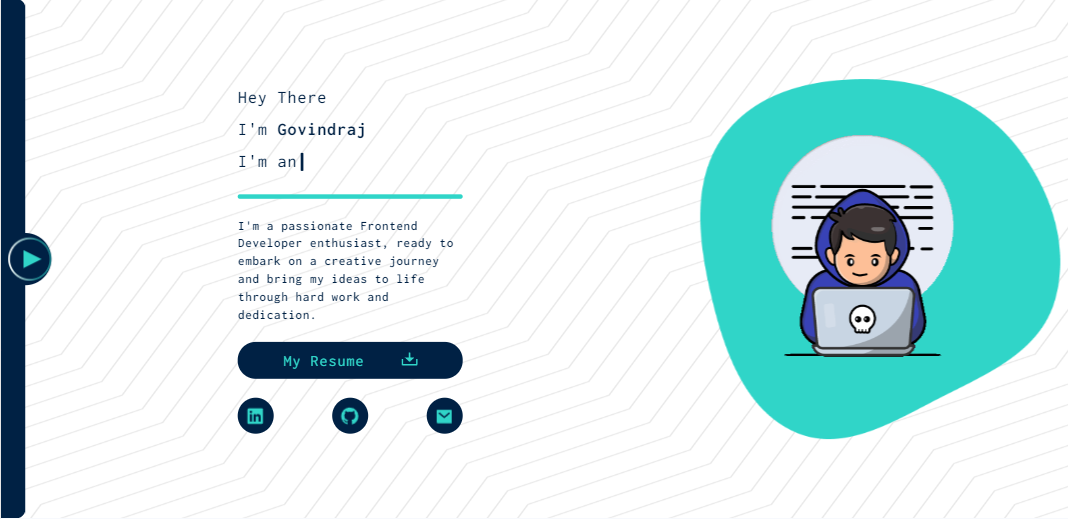 Hey There
I'm Govindraj
I'm an
I'm a passionate Frontend
Developer enthusiast, ready to
embark on a creative journey
and bring my ideas to life
through hard work and
dedication.
My Resume
in